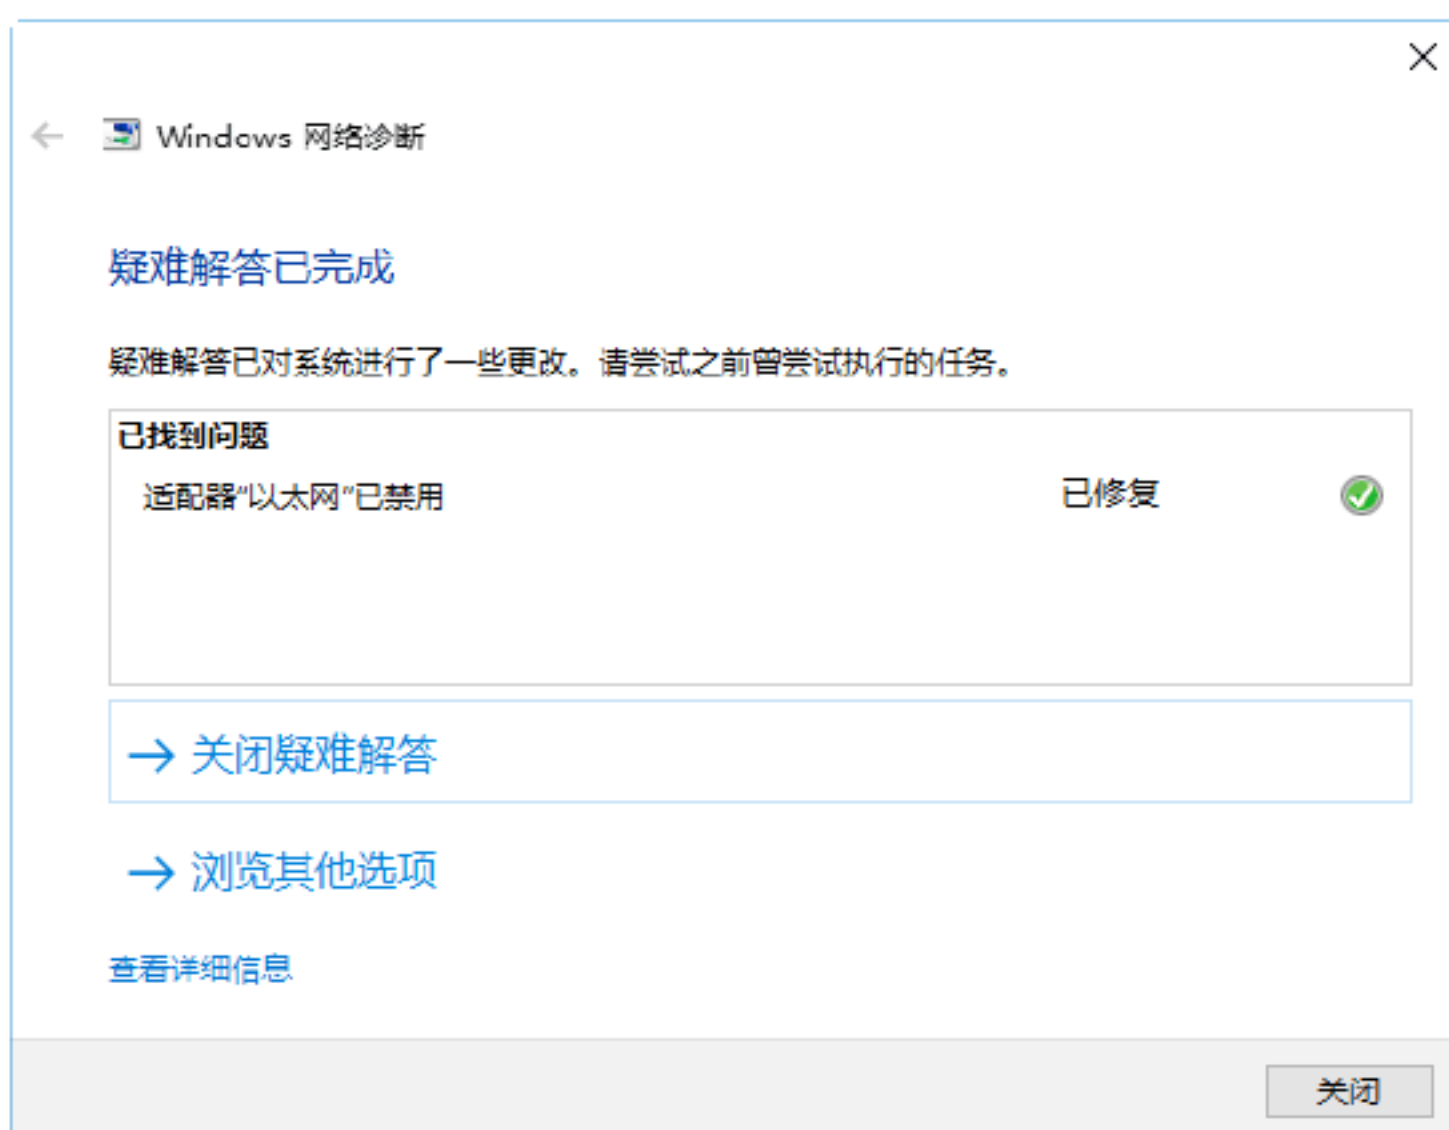 Windows 网络诊断
疑难解答已完成
疑难解答已对系统进行了一些更改。请尝试之前曾尝试执行的任务。
已找到问题
适配器“以太网”已禁用 已修复
→ 关闭疑难解答
→ 浏览其他选项
查看详细信息
关闭